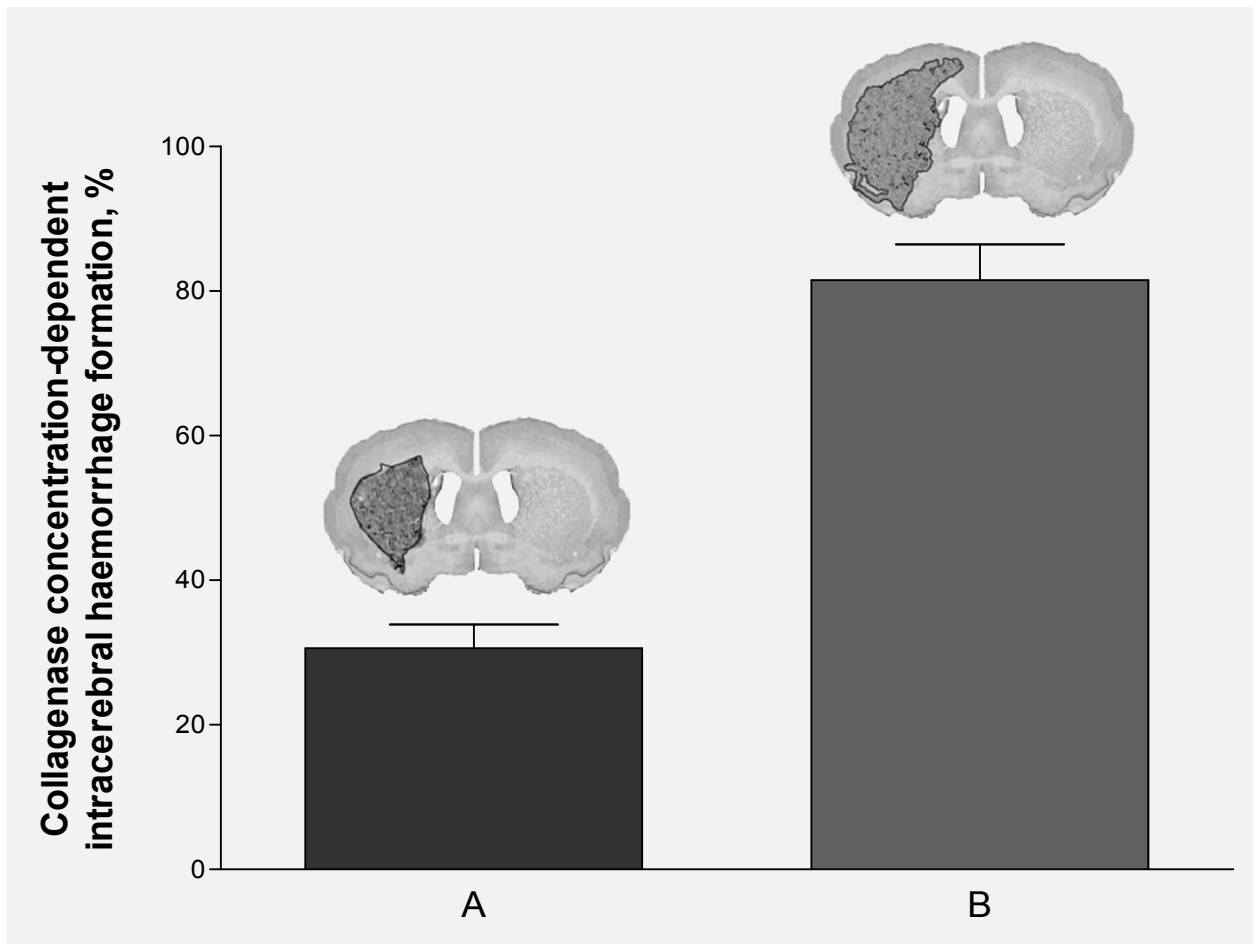 Collagenase concentration-dependent
intracerebral haemorrhage formation, %
100
80
60
40
20
0
A
B